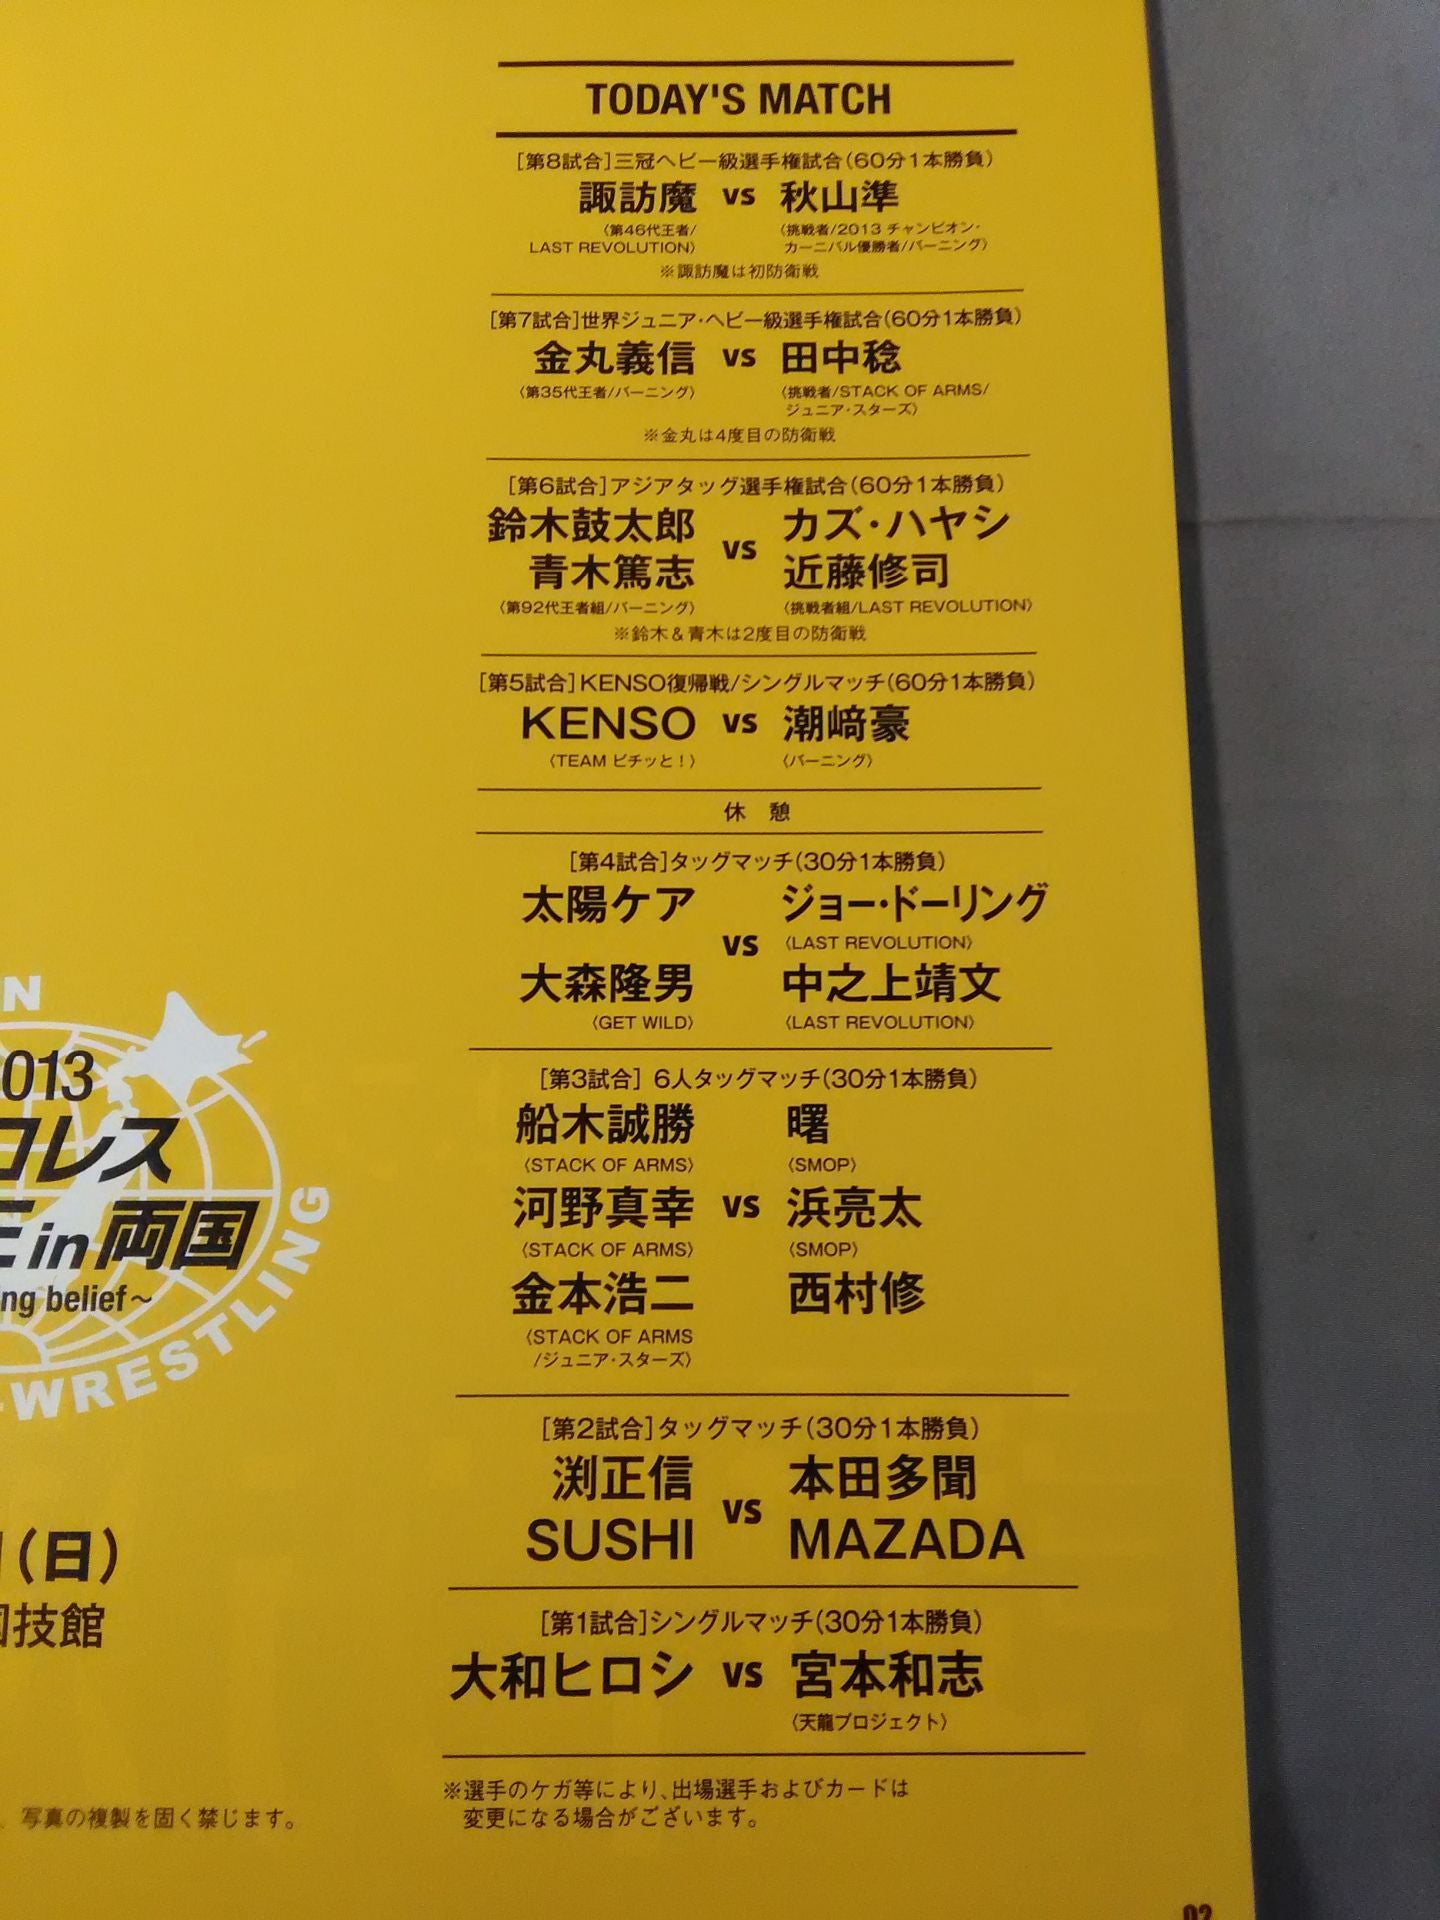 TODAY'S MATCH
[第8試合]三冠ヘビー級選手権試合(60分1本勝負)
諏訪魔 vs 秋山準
〈第46代王者/
LAST REVOLUTION〉
〈挑戦者/2013 チャンピオン・
カーニバル優勝者/バーニング〉
※諏訪魔は初防衛戦
[第7試合]世界ジュニア・ヘビー級選手権試合(60分1本勝負)
金丸義信 vs 田中稔
〈第35代王者/バーニング〉
〈挑戦者/STACK OF ARMS/
ジュニア・スターズ〉
※金丸は4度目の防衛戦
[第6試合]アジアタッグ選手権試合(60分1本勝負)
鈴木鼓太郎
青木篤志
vs
カズ・ハヤシ
近藤修司
〈第92代王者組/バーニング〉
〈挑戦者組/LAST REVOLUTION〉
※鈴木&青木は2度目の防衛戦
[第5試合]KENSO復帰戦/シングルマッチ(60分1本勝負)
KENSO vs 潮﨑豪
〈TEAM ピチッと!〉
〈バーニング〉
休 憩
[第4試合]タッグマッチ(30分1本勝負)
太陽ケア
大森隆男
〈GET WILD〉
vs
ジョー・ドーリング
〈LAST REVOLUTION〉
中之上靖文
〈LAST REVOLUTION〉
[第3試合] 6人タッグマッチ(30分1本勝負)
船木誠勝
〈STACK OF ARMS〉
河野真幸
〈STACK OF ARMS〉
金本浩二
〈STACK OF ARMS
/ジュニア・スターズ〉
vs
曙
〈SMOP〉
浜亮太
〈SMOP〉
西村修
[第2試合]タッグマッチ(30分1本勝負)
渕正信
SUSHI
vs
本田多聞
MAZADA
[第1試合]シングルマッチ(30分1本勝負)
大和ヒロシ vs 宮本和志
〈天龍プロジェクト〉
※選手のケガ等により、出場選手およびカードは
変更になる場合がございます。
N
013
コレス
in両国
ng belief～
WRESTLING
(日)
技館
写真の複製を固く禁じます。